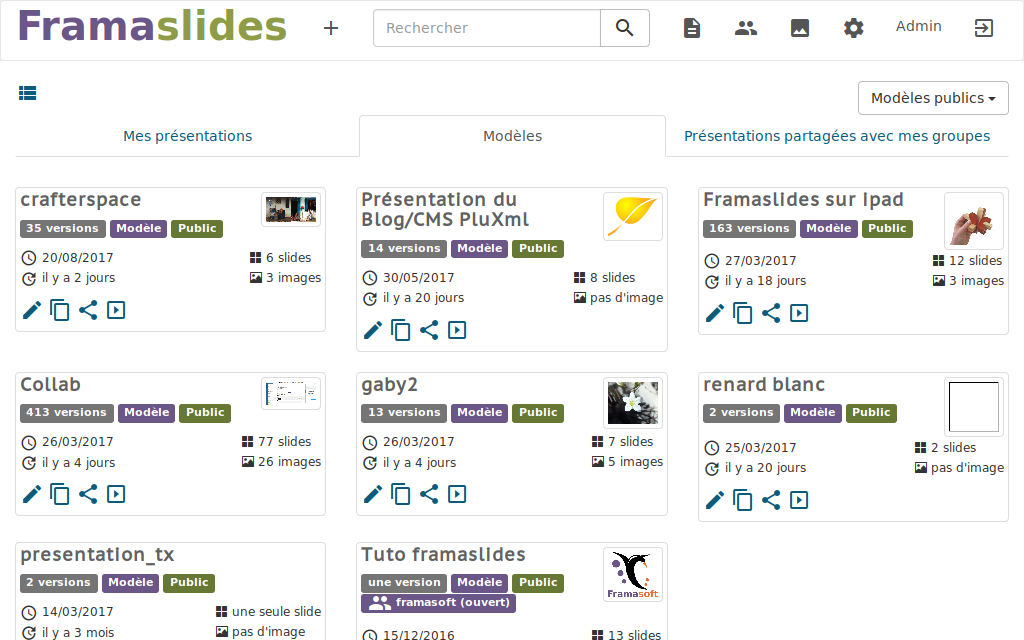 Framaslides
Rechercher
Admin
Modèles publics
Mes présentations
Modèles
Présentations partagées avec mes groupes
crafterspace
35 versions Modèle Public
20/08/2017
6 slides
il y a 2 jours
3 images
Présentation du
Blog/CMS PluXml
14 versions Modèle Public
30/05/2017
8 slides
il y a 20 jours
pas d'image
Framaslides sur ipad
163 versions Modèle Public
27/03/2017
12 slides
il y a 18 jours
3 images
Collab
413 versions Modèle Public
26/03/2017
77 slides
il y a 4 jours
26 images
gaby2
13 versions Modèle Public
26/03/2017
7 slides
il y a 4 jours
5 images
renard blanc
2 versions Modèle Public
25/03/2017
2 slides
il y a 20 jours
pas d'image
presentation_tx
2 versions Modèle Public
14/03/2017
une seule slide
il y a 3 mois
pas d'image
Tuto framaslides
une version Modèle Public
framasoft (ouvert)
Framasoft
15/12/2016
13 slides